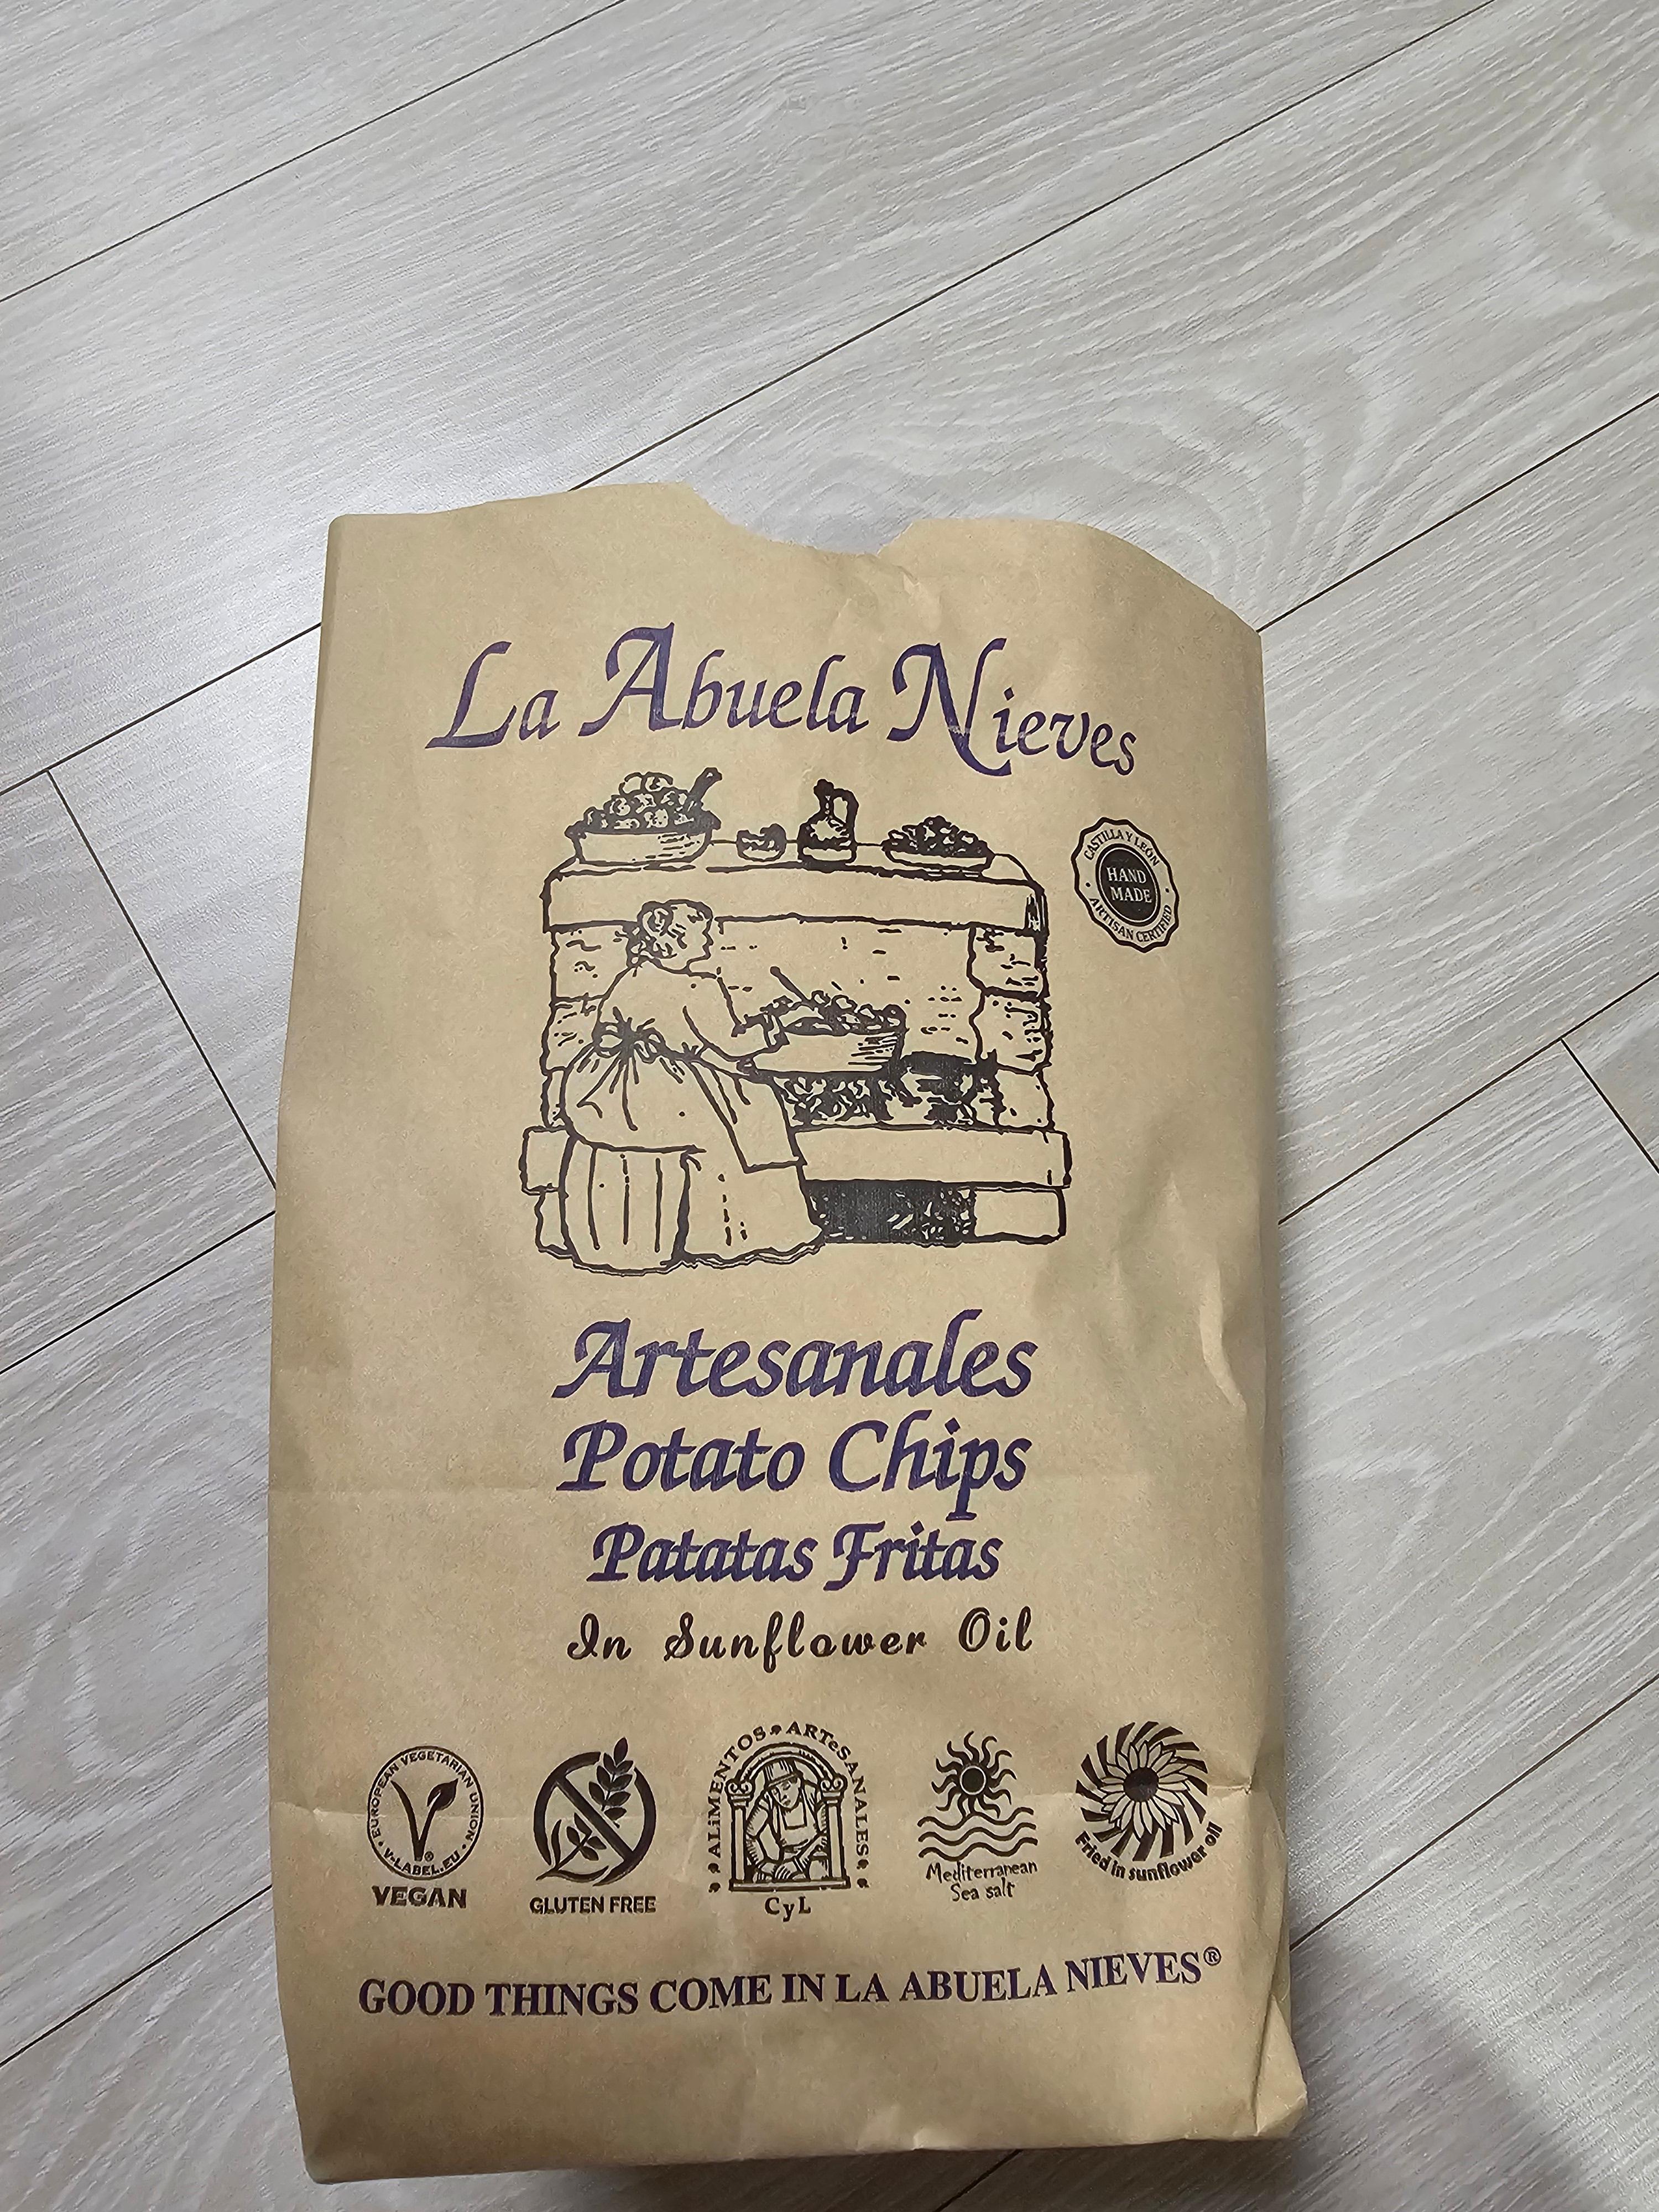 La Abuela Nieves
CASTILLA Y LEÓN
HAND
MADE
ARTISAN CERTIFIED
Artesanales
Potato Chips
Patatas Fritas
In Sunflower Oil
EUROPEAN VEGETARIAN UNION
V-LABEL.EU
VEGAN
GLUTEN FREE
ALiMENTOS ARTeSANALES
CyL
Mediterranean
Sea salt
Fried in sunflower oil
GOOD THINGS COME IN LA ABUELA NIEVES®